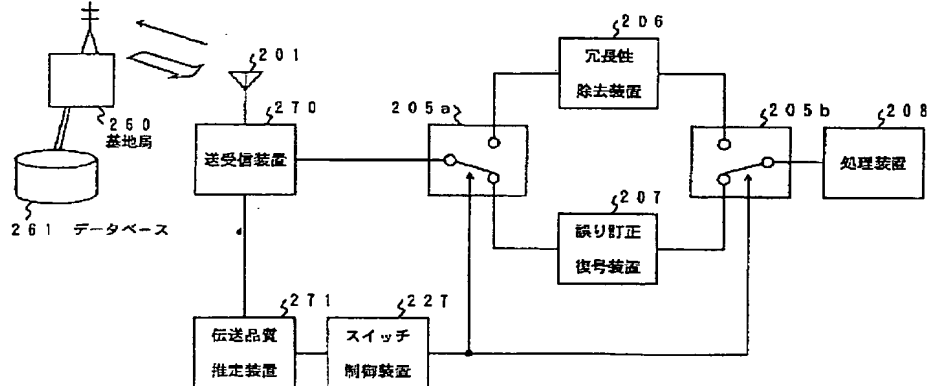 206
冗長性
除去装置
201
270
送受信装置
205a
205b
208
処理装置
260
基地局
261 データベース
207
誤り訂正
復号装置
271
伝送品質
推定装置
227
スイッチ
制御装置